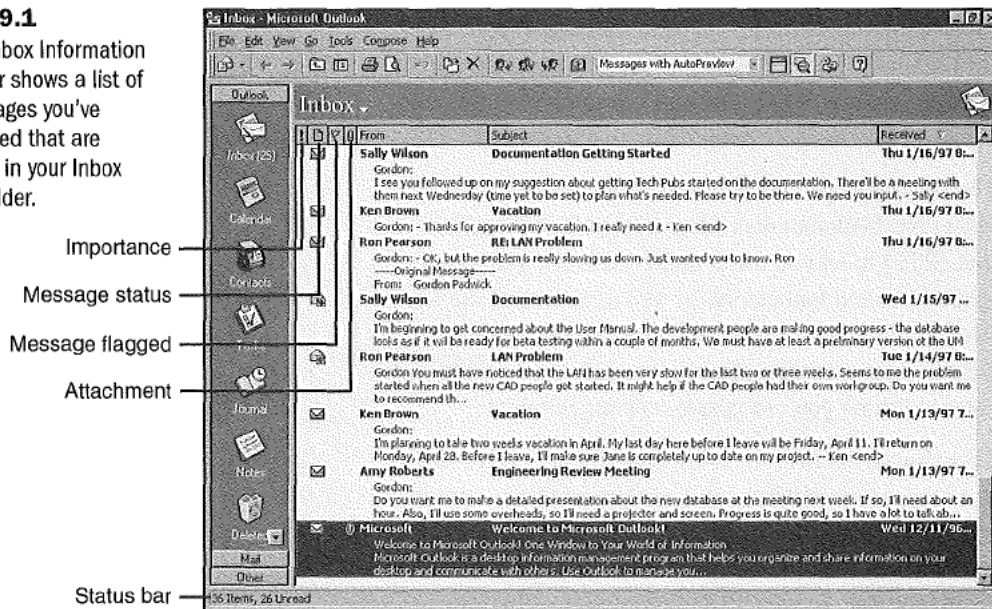 9.1
nbox Information
r shows a list of
ages you've
ed that are
in your Inbox
lder.
Importance
Message status
Message flagged
Attachment
Status bar
Inbox - Microsoft Outlook
File Edit View Go Tools Compose Help
Messages with AutoPreview
Outlook
Inbox
Inbox (25)
Calendar
Contacts
Journal
Notes
Deleted
Mail
Other
From Subject Received
Sally Wilson Documentation Getting Started Thu 1/16/97 8:...
Gordon:
I see you followed up on my suggestion about getting Tech Pubs started on the documentation. There'll be a meeting with
them next Wednesday (time yet to be set) to plan what's needed. Please try to be there. We need you input. - Sally <end>
Ken Brown Vacation Thu 1/16/97 8:...
Gordon: - Thanks for approving my vacation. I really need it - Ken <end>
Ron Pearson RE: LAN Problem Thu 1/16/97 8:...
Gordon: - OK, but the problem is really slowing us down. Just wanted you to know. Ron
-----Original Message-----
From: Gordon Padwick
Sally Wilson Documentation Wed 1/15/97 ...
Gordon:
I'm beginning to get concerned about the User Manual. The development people are making good progress - the database
looks as if it will be ready for beta testing within a couple of months. We must have at least a preliminary version of the UM
Ron Pearson LAN Problem Tue 1/14/97 8:...
Gordon You must have noticed that the LAN has been very slow for the last two or three weeks. Seems to me the problem
started when all the new CAD people got started. It might help if the CAD people had their own workgroup. Do you want me
to recommend th...
Ken Brown Vacation Mon 1/13/97 7...
Gordon:
I'm planning to take two weeks vacation in April. My last day here before I leave will be Friday, April 11. I'll return on
Monday, April 28. Before I leave, I'll make sure Jane is completely up to date on my project. -- Ken <end>
Amy Roberts Engineering Review Meeting Mon 1/13/97 7...
Gordon:
Do you want me to make a detailed presentation about the new database at the meeting next week. If so, I'll need about an
hour. Also, I'll use some overheads, so I'll need a projector and screen. Progress is quite good, so I have a lot to talk ab...
Microsoft Welcome to Microsoft Outlook! Wed 12/11/96...
Welcome to Microsoft Outlook! One Window to Your World of Information
Microsoft Outlook is a desktop information management program that helps you organize and share information on your
desktop and communicate with others. Use Outlook to manage you...
36 Items, 26 Unread